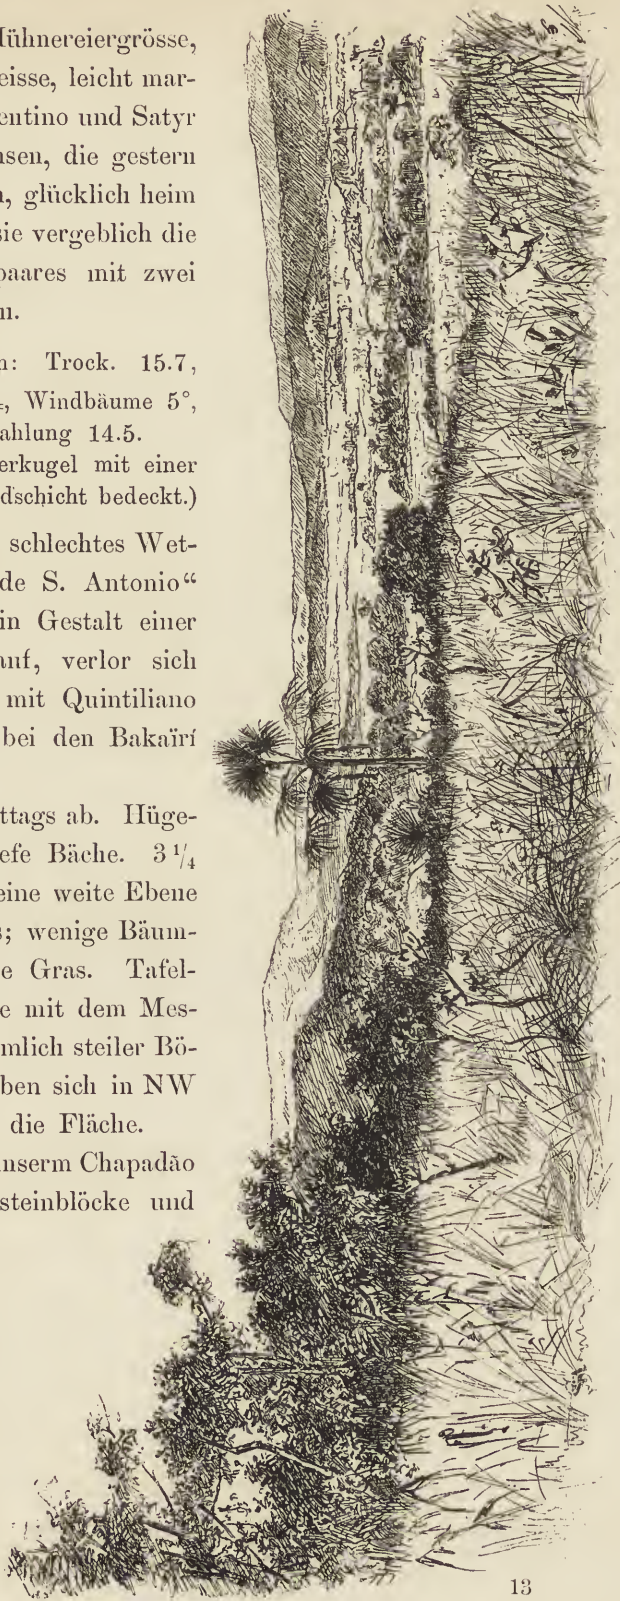 Hühnereiergrösse,
eisse, leicht mar-
entino und Satyr
nsen, die gestern
n, glücklich heim
sie vergeblich die
paares mit zwei
n.
n: Trock. 15.7,
Windbäume 5°,
ahlung 14.5.
erkugel mit einer
dschicht bedeckt.)
schlechtes Wet-
de S. Antonio“
in Gestalt einer
auf, verlor sich
mit Quintiliano
bei den Bakaïrí
ttags ab. Hüge-
efe Bäche. 3 1/4
eine weite Ebene
s; wenige Bäum-
e Gras. Tafel-
e mit dem Mes-
mlich steiler Bö-
ben sich in NW
die Fläche.
unserm Chapadão
steinblöcke und
13